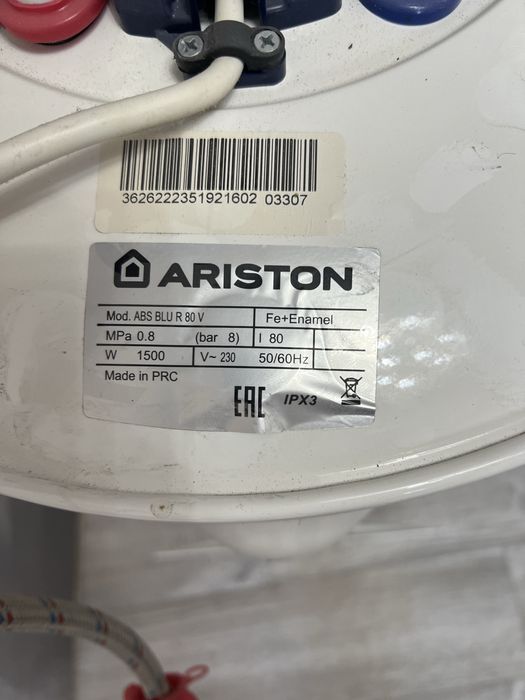 3626222351921602 03307
ARISTON
Mod. ABS BLU R 80 V Fe+Enamel
MPa 0.8 (bar 8) l 80
W 1500 V~ 230 50/60Hz
Made in PRC
EAC IPX3